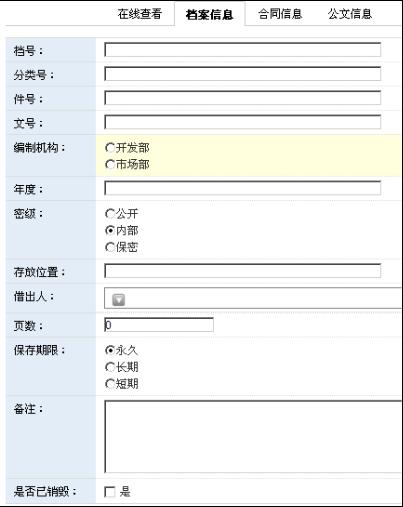 在线查看 档案信息 合同信息 公文信息
档号：
分类号：
件号：
文号：
编制机构： 开发部
市场部
年度：
密级： 公开
内部
保密
存放位置：
借出人：
页数： 0
保存期限： 永久
长期
短期
备注：
是否已销毁： 是